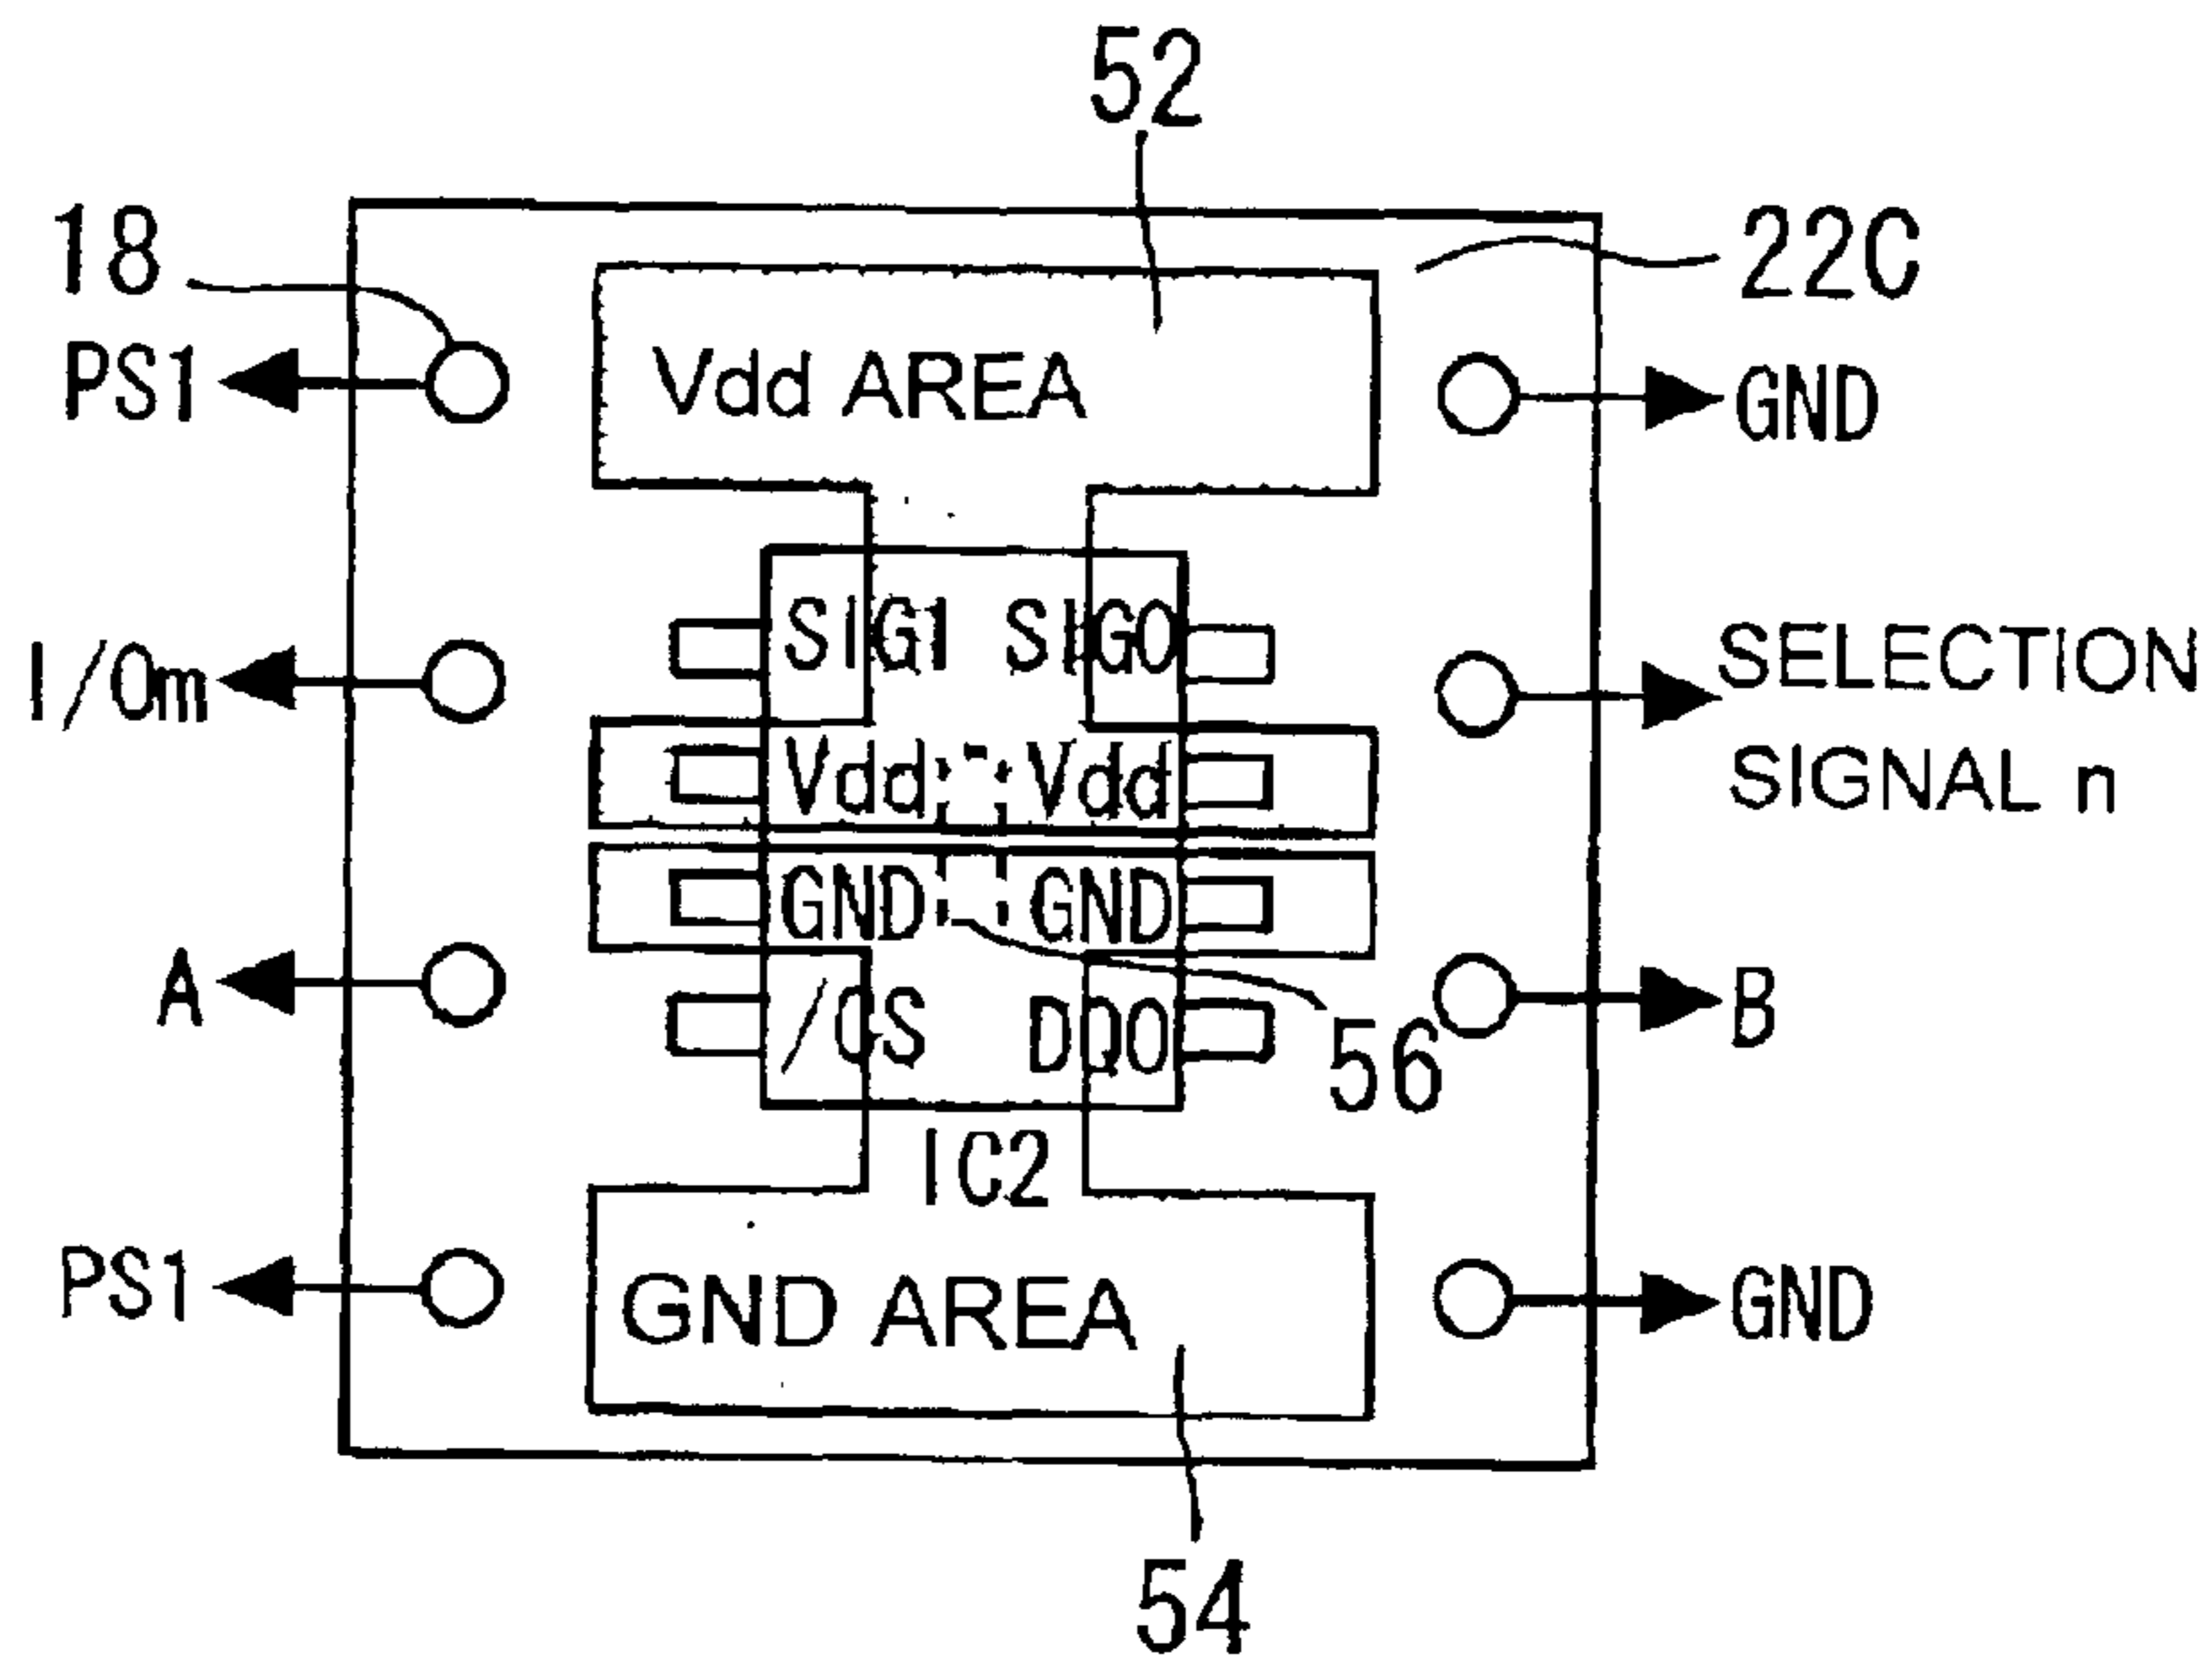 52
18
22C
PS1
Vdd AREA
GND
SIG1 SIG0
I/Om
SELECTION
SIGNAL n
Vdd Vdd
GND GND
A
B
/CS DQ0
56
IC2
PS1
GND AREA
GND
54